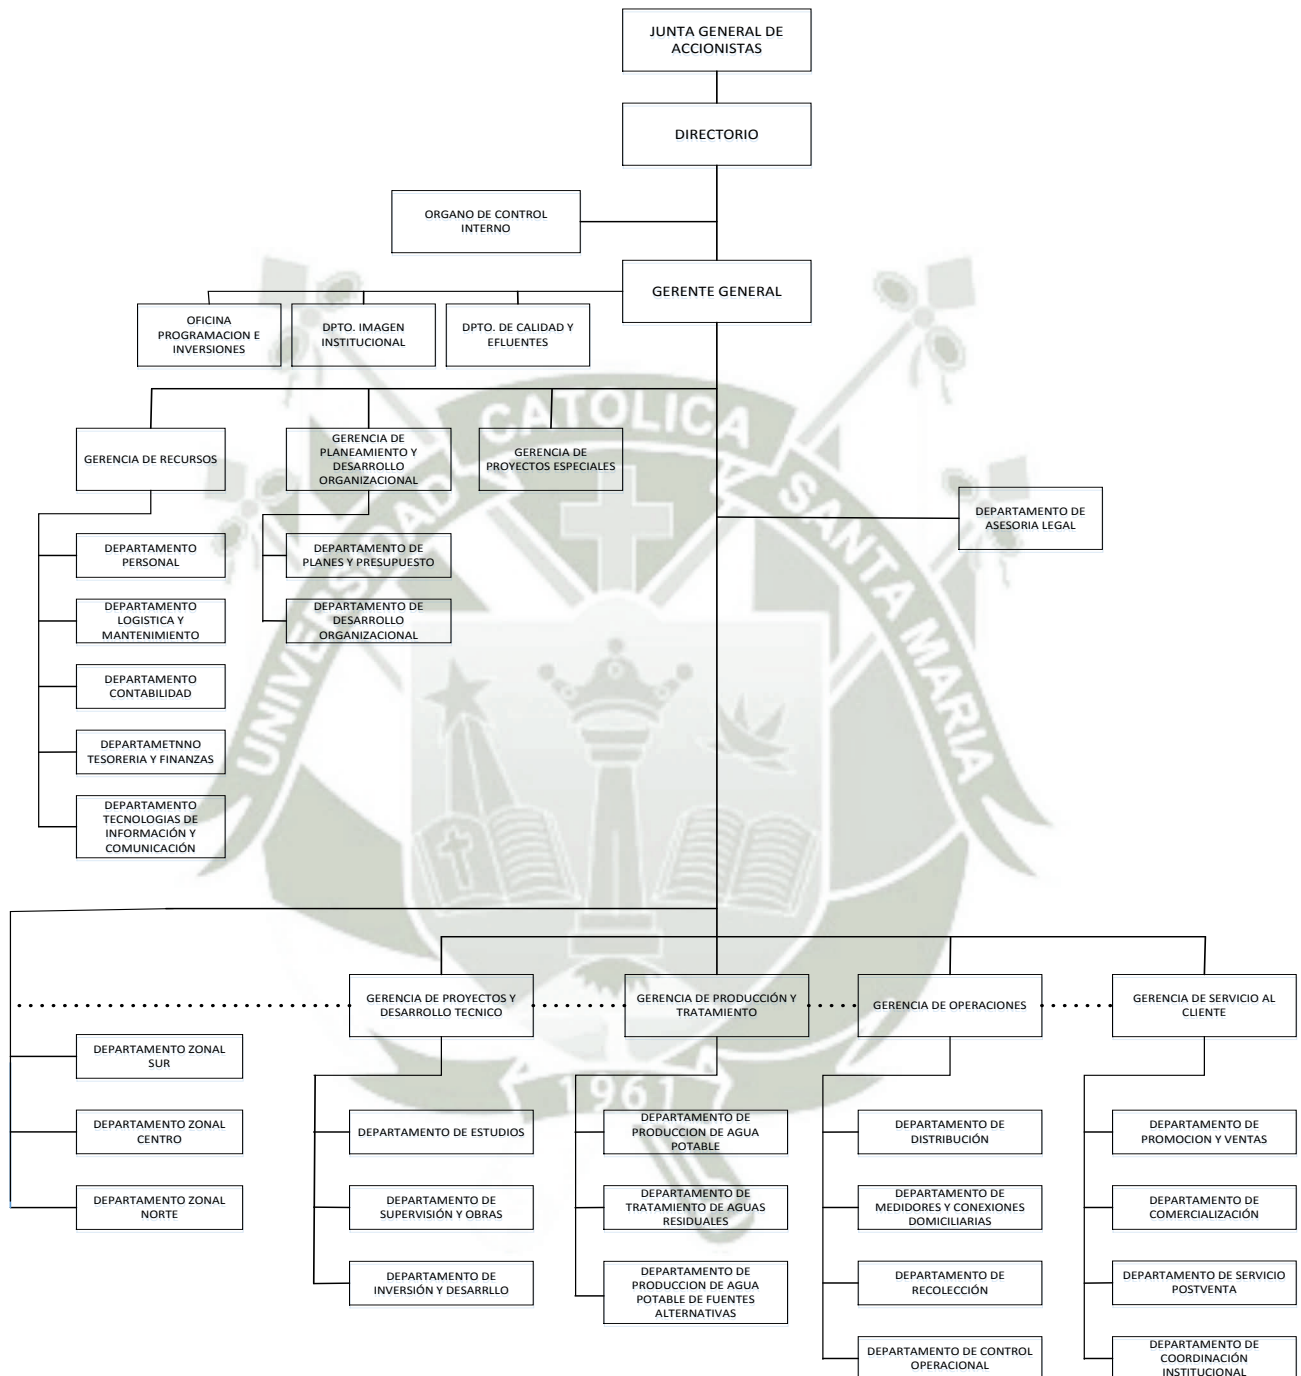 JUNTA GENERAL DE
ACCIONISTAS
DIRECTORIO
ORGANO DE CONTROL
INTERNO
GERENTE GENERAL
OFICINA
PROGRAMACION E
INVERSIONES
DPTO. IMAGEN
INSTITUCIONAL
DPTO. DE CALIDAD Y
EFLUENTES
GERENCIA DE RECURSOS
GERENCIA DE
PLANEAMIENTO Y
DESARROLLO
ORGANIZACIONAL
GERENCIA DE
PROYECTOS ESPECIALES
DEPARTAMENTO DE
ASESORIA LEGAL
DEPARTAMENTO
PERSONAL
DEPARTAMENTO
LOGISTICA Y
MANTENIMIENTO
DEPARTAMENTO
CONTABILIDAD
DEPARTAMETNNO
TESORERIA Y FINANZAS
DEPARTAMENTO
TECNOLOGIAS DE
INFORMACIÓN Y
COMUNICACIÓN
DEPARTAMENTO DE
PLANES Y PRESUPUESTO
DEPARTAMENTO DE
DESARROLLO
ORGANIZACIONAL
UNIVERSIDAD CATOLICA SANTA MARIA
1961
DEPARTAMENTO ZONAL
SUR
DEPARTAMENTO ZONAL
CENTRO
DEPARTAMENTO ZONAL
NORTE
GERENCIA DE PROYECTOS Y
DESARROLLO TECNICO
DEPARTAMENTO DE ESTUDIOS
DEPARTAMENTO DE
SUPERVISIÓN Y OBRAS
DEPARTAMENTO DE
INVERSIÓN Y DESARRLLO
GERENCIA DE PRODUCCIÓN Y
TRATAMIENTO
DEPARTAMENTO DE
PRODUCCION DE AGUA
POTABLE
DEPARTAMENTO DE
TRATAMIENTO DE AGUAS
RESIDUALES
DEPARTAMENTO DE
PRODUCCION DE AGUA
POTABLE DE FUENTES
ALTERNATIVAS
GERENCIA DE OPERACIONES
DEPARTAMENTO DE
DISTRIBUCIÓN
DEPARTAMENTO DE
MEDIDORES Y CONEXIONES
DOMICILIARIAS
DEPARTAMENTO DE
RECOLECCIÓN
DEPARTAMENTO DE CONTROL
OPERACIONAL
GERENCIA DE SERVICIO AL
CLIENTE
DEPARTAMENTO DE
PROMOCION Y VENTAS
DEPARTAMENTO DE
COMERCIALIZACIÓN
DEPARTAMENTO DE SERVICIO
POSTVENTA
DEPARTAMENTO DE
COORDINACIÓN
INSTITUCIONAL